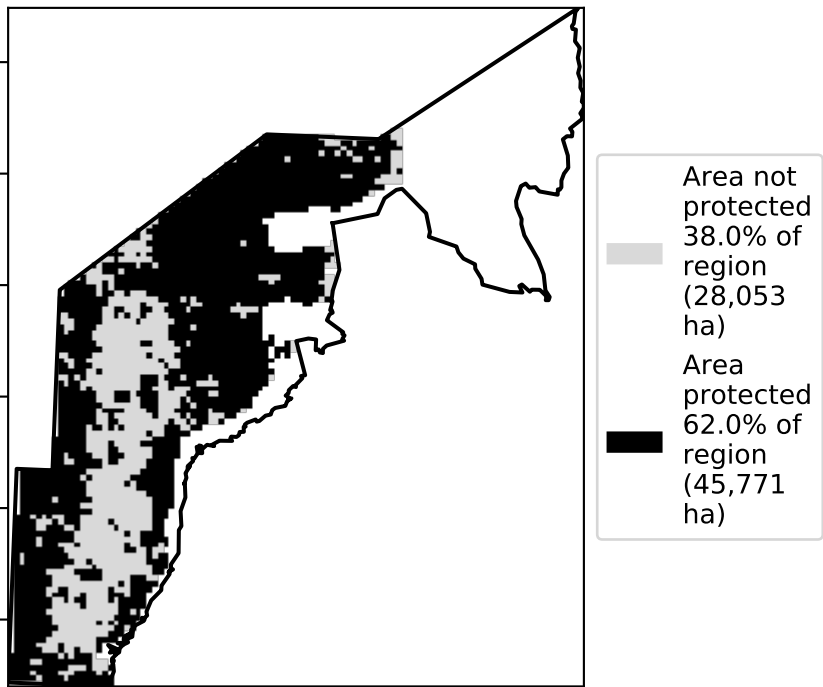 Area not
protected
38.0% of
region
(28,053
ha)
Area
protected
62.0% of
region
(45,771
ha)